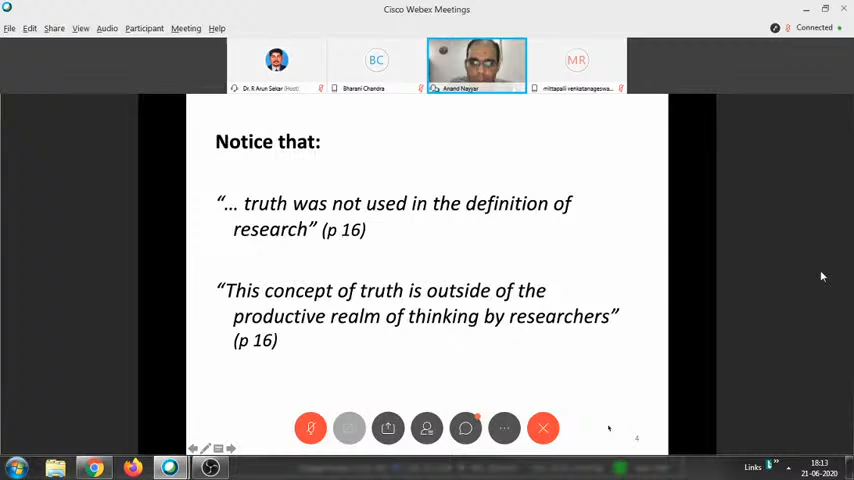 Cisco Webex Meetings
File Edit Share View Audio Participant Meeting Help
Connected
BC
MR
Dr. R Arun Sekar (Host)
Bharani Chandra
Anand Nayyar
mittapalli venkatanageswa...
Notice that:
“... truth was not used in the definition of
research” (p 16)
“This concept of truth is outside of the
productive realm of thinking by researchers”
(p 16)
4
Links
18:13
21-06-2020